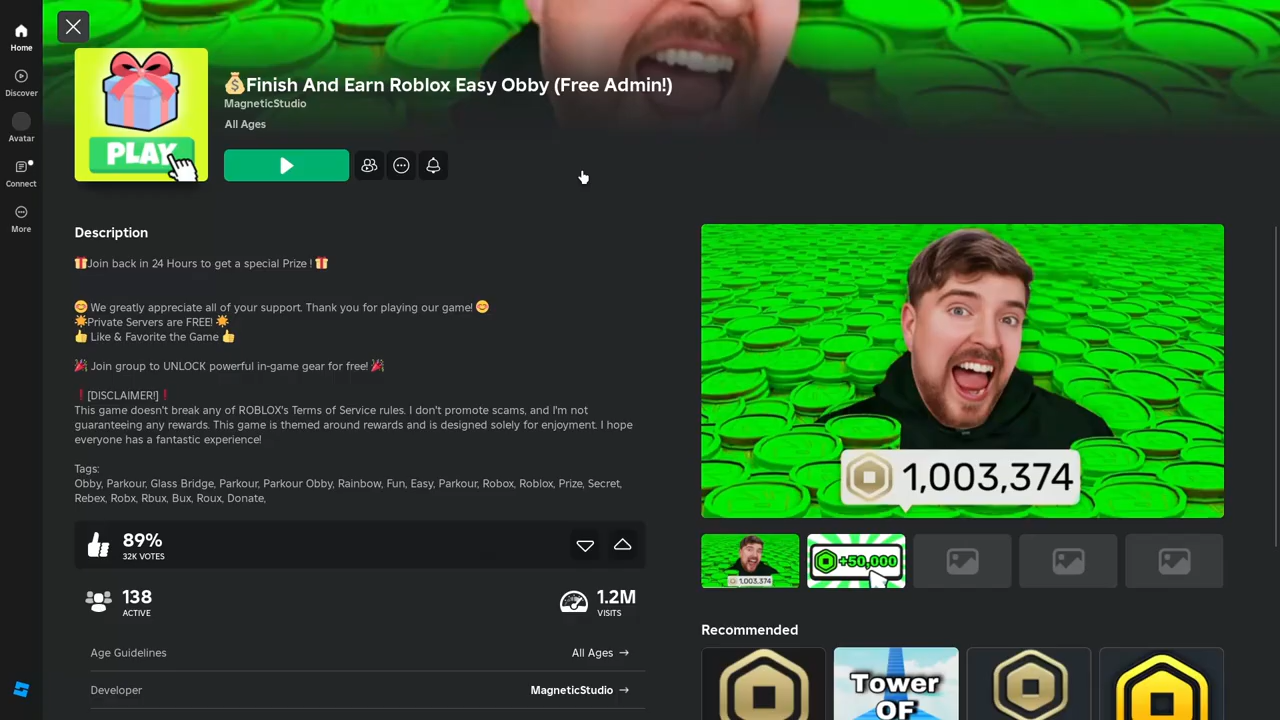 Home
Discover
Avatar
Connect
More
PLAY
💰Finish And Earn Roblox Easy Obby (Free Admin!)
MagneticStudio
All Ages
Description
🎁Join back in 24 Hours to get a special Prize ! 🎁
😊 We greatly appreciate all of your support. Thank you for playing our game! 😊
☀️Private Servers are FREE! ☀️
👍 Like & Favorite the Game 👍
🎉 Join group to UNLOCK powerful in-game gear for free! 🎉
❗[DISCLAIMER!]❗
This game doesn't break any of ROBLOX's Terms of Service rules. I don't promote scams, and I'm not
guaranteeing any rewards. This game is themed around rewards and is designed solely for enjoyment. I hope
everyone has a fantastic experience!
Tags:
Obby, Parkour, Glass Bridge, Parkour, Parkour Obby, Rainbow, Fun, Easy, Parkour, Robox, Roblox, Prize, Secret,
Rebex, Robx, Rbux, Bux, Roux, Donate,
89%
32K VOTES
138
ACTIVE
1.2M
VISITS
Age Guidelines
All Ages →
Developer
MagneticStudio →
1,003,374
1,003,374
+50,000
Recommended
Tower
OF